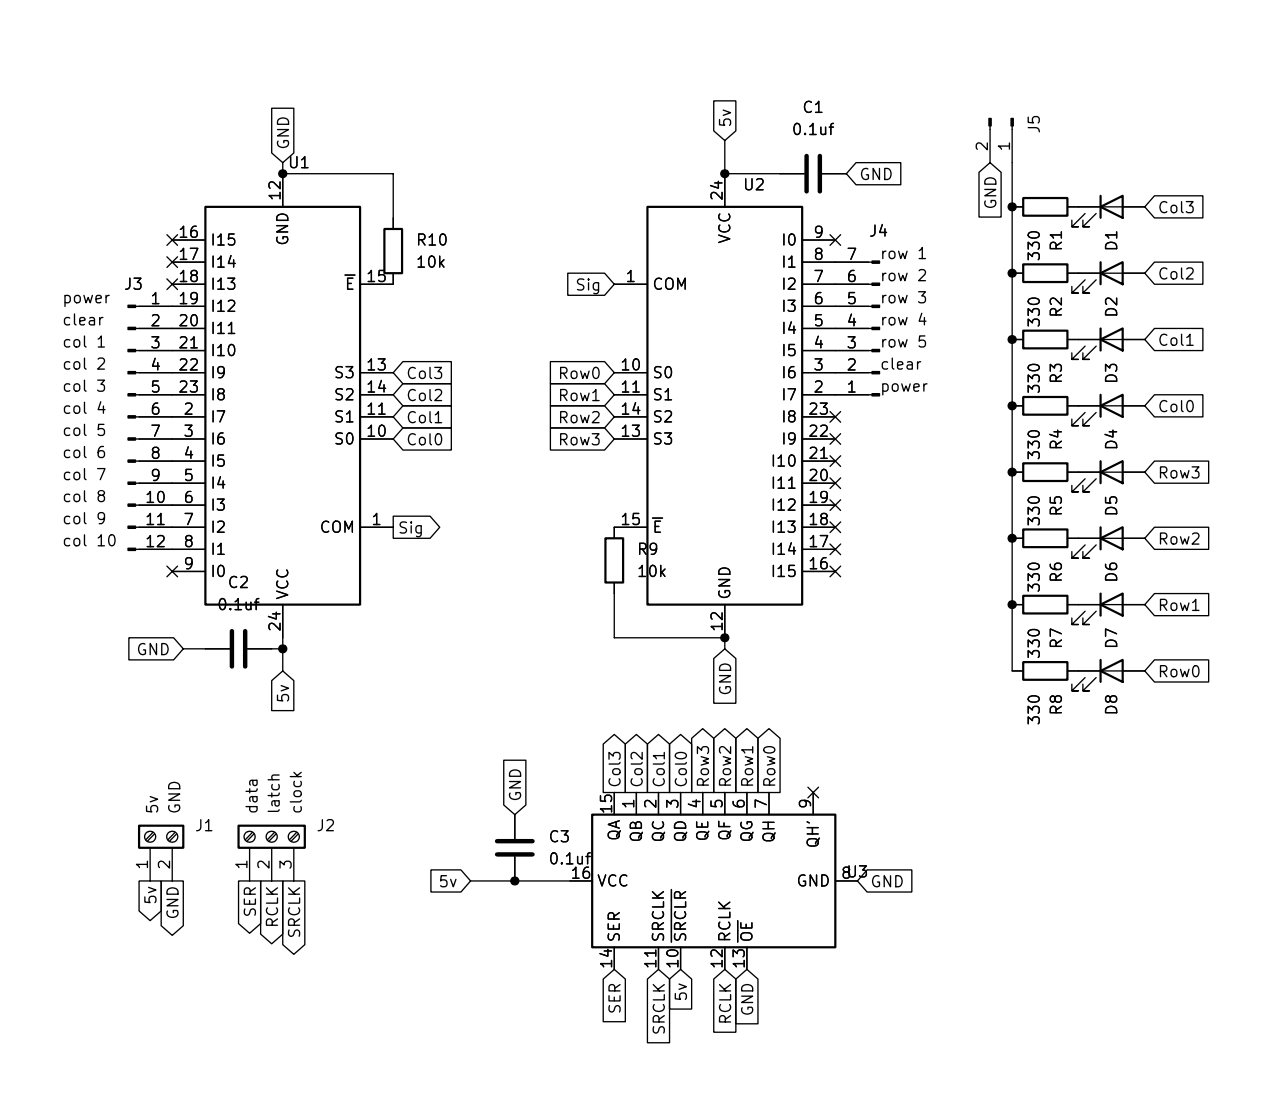 GND
U1
12
GND
16 I15
17 I14
18 I13
J3
power 1 19 I12
clear 2 20 I11
col 1 3 21 I10
col 2 4 22 I9
col 3 5 23 I8
col 4 6 2 I7
col 5 7 3 I6
col 6 8 4 I5
col 7 9 5 I4
col 8 10 6 I3
col 9 11 7 I2
col 10 12 8 I1
9 I0
E 15
R10
10k
S3 13 Col3
S2 14 Col2
S1 11 Col1
S0 10 Col0
COM 1 Sig
C2
0.1uf
VCC
24
GND
5v
5v
C1
0.1uf
GND
24
U2
VCC
Sig 1 COM
Row0 10 S0
Row1 11 S1
Row2 14 S2
Row3 13 S3
15 E
R9
10k
GND
12
GND
J4
I0 9
I1 8 7 row 1
I2 7 6 row 2
I3 6 5 row 3
I4 5 4 row 4
I5 4 3 row 5
I6 3 2 clear
I7 2 1 power
I8 23
I9 22
I10 21
I11 20
I12 19
I13 18
I14 17
I15 16
J5
2 1
GND
330 R1 D1 Col3
330 R2 D2 Col2
330 R3 D3 Col1
330 R4 D4 Col0
330 R5 D5 Row3
330 R6 D6 Row2
330 R7 D7 Row1
330 R8 D8 Row0
5v GND
J1
1 2
5v GND
data latch clock
J2
1 2 3
SER RCLK SRCLK
GND
C3
0.1uf
5v
16 VCC
Col3 Col2 Col1 Col0 Row3 Row2 Row1 Row0
15 1 2 3 4 5 6 7 9
QA QB QC QD QE QF QG QH QH'
GND 8 GND
U3
SER SRCLK SRCLR RCLK OE
14 11 10 12 13
SER SRCLK 5v RCLK GND